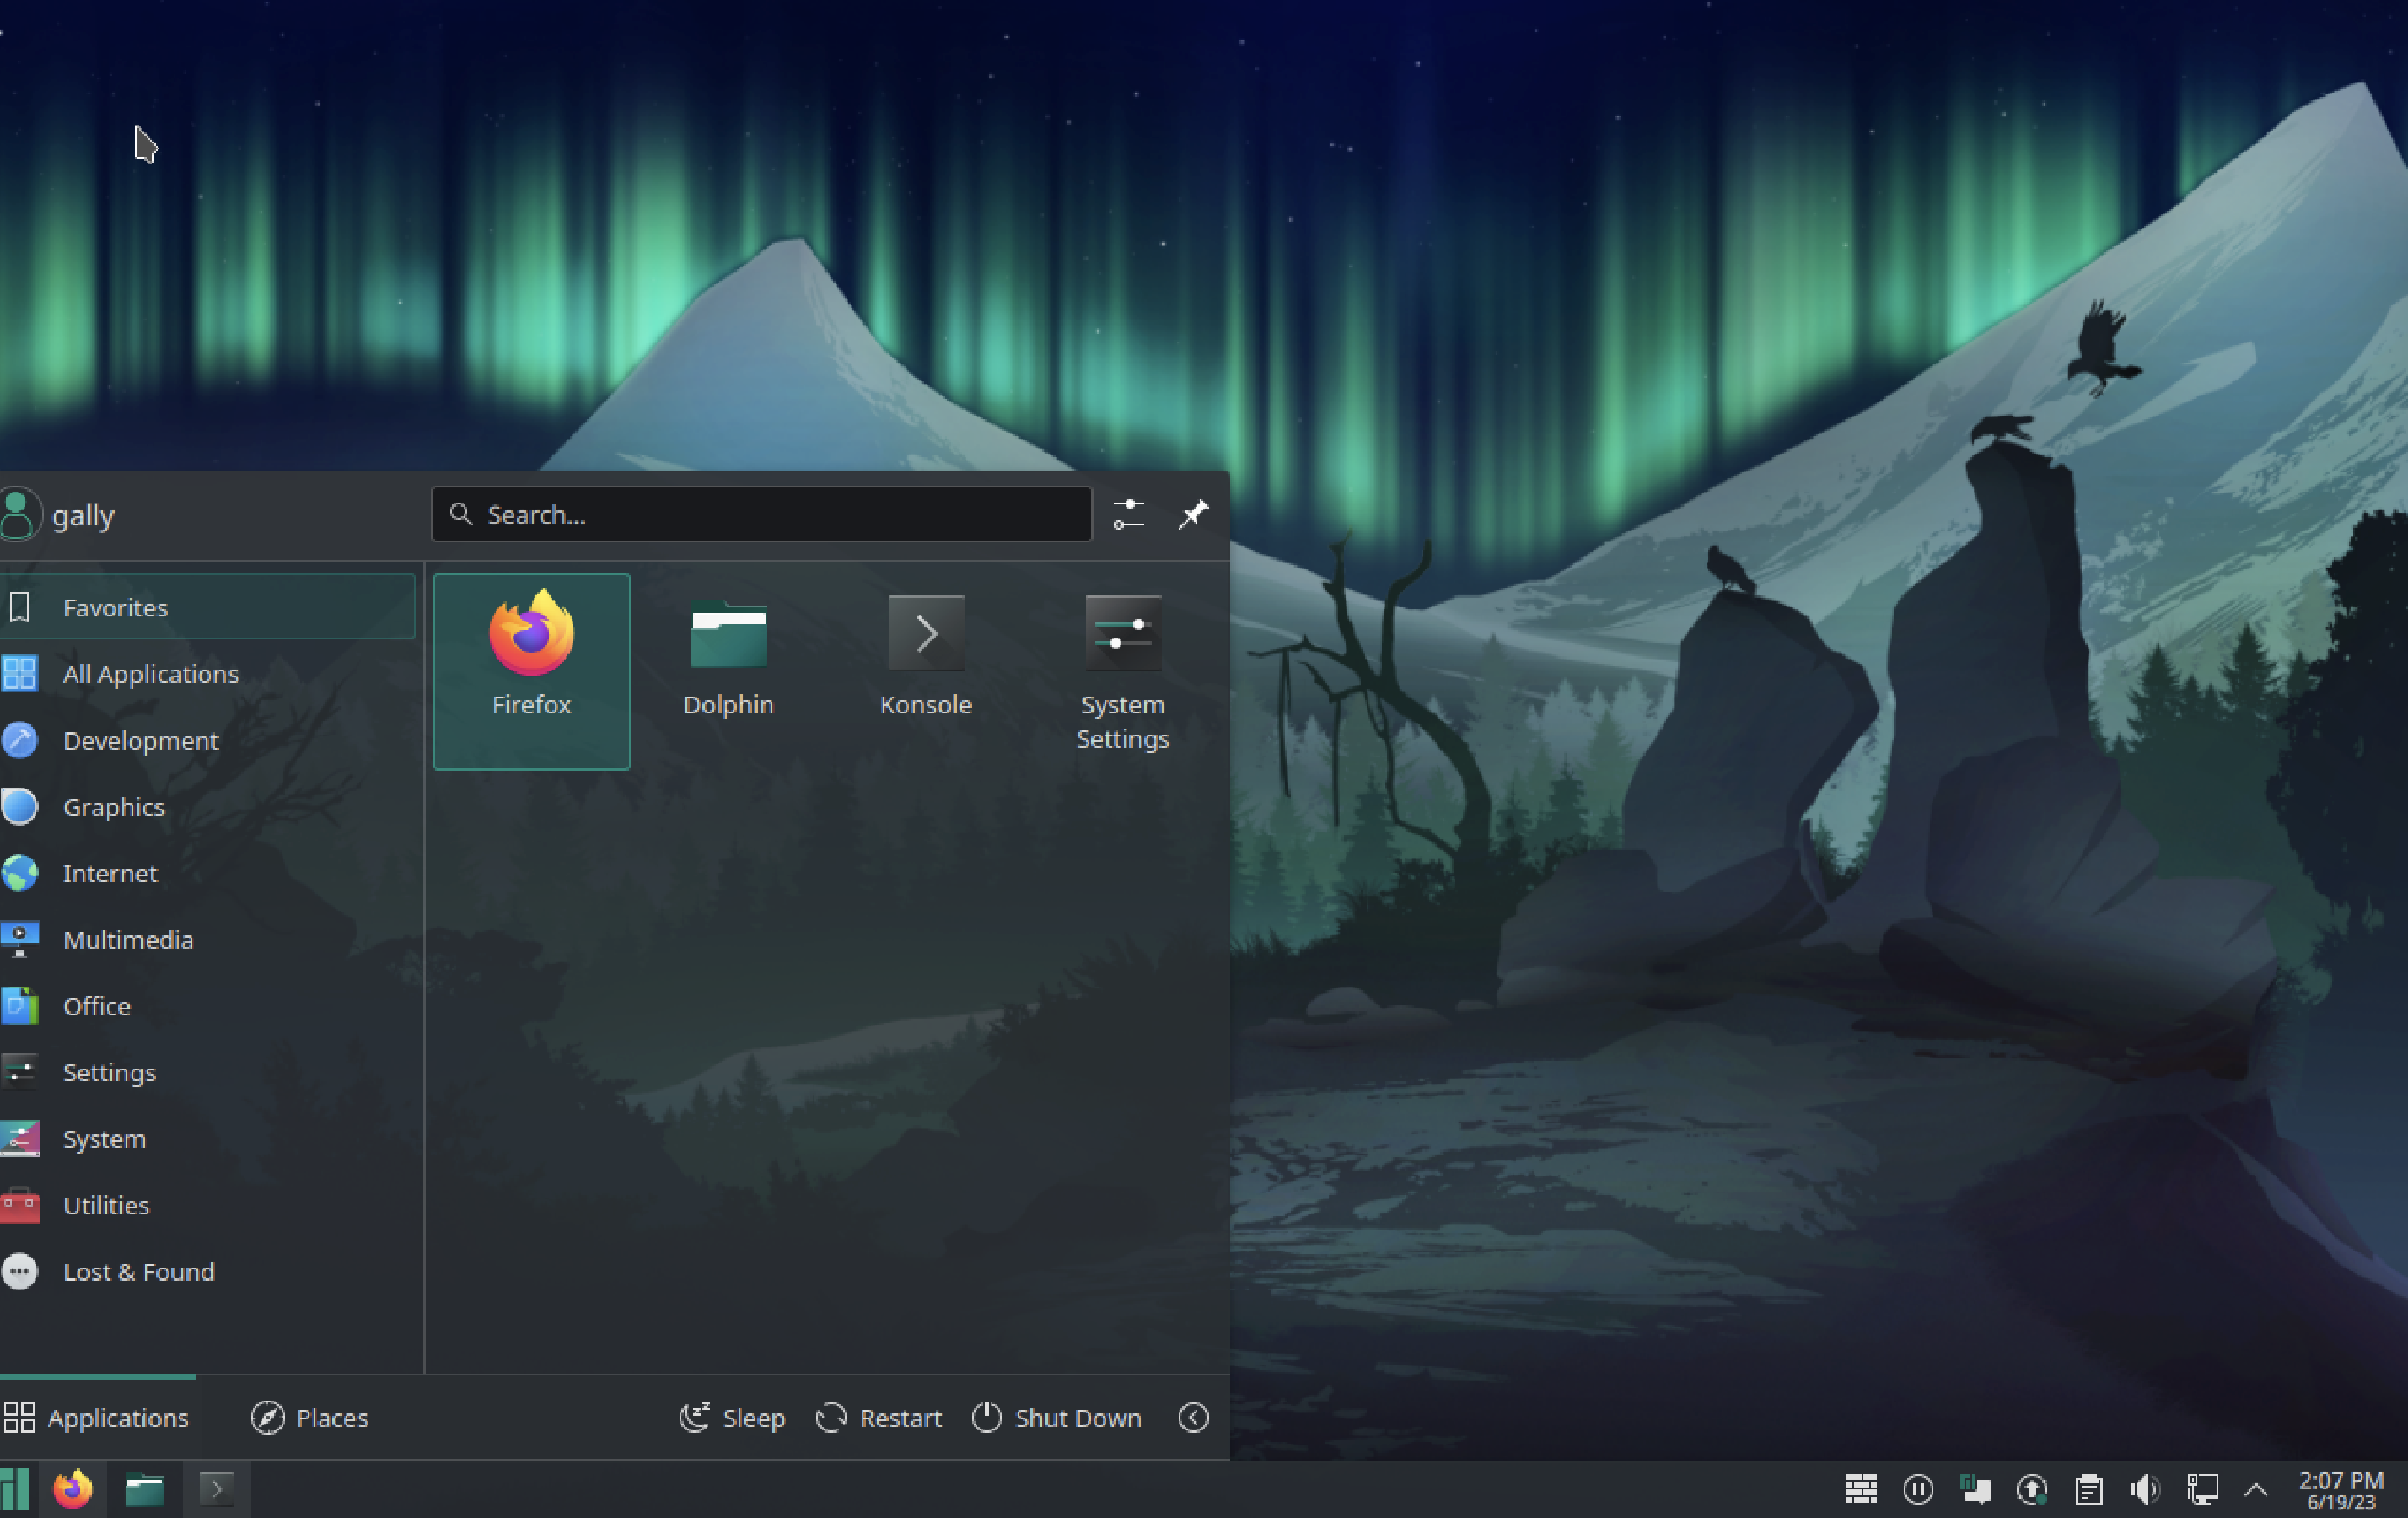 gally
Search...
Favorites
All Applications
Development
Graphics
Internet
Multimedia
Office
Settings
System
Utilities
Lost & Found
Firefox
Dolphin
Konsole
System
Settings
Applications
Places
Sleep
Restart
Shut Down
2:07 PM
6/19/23